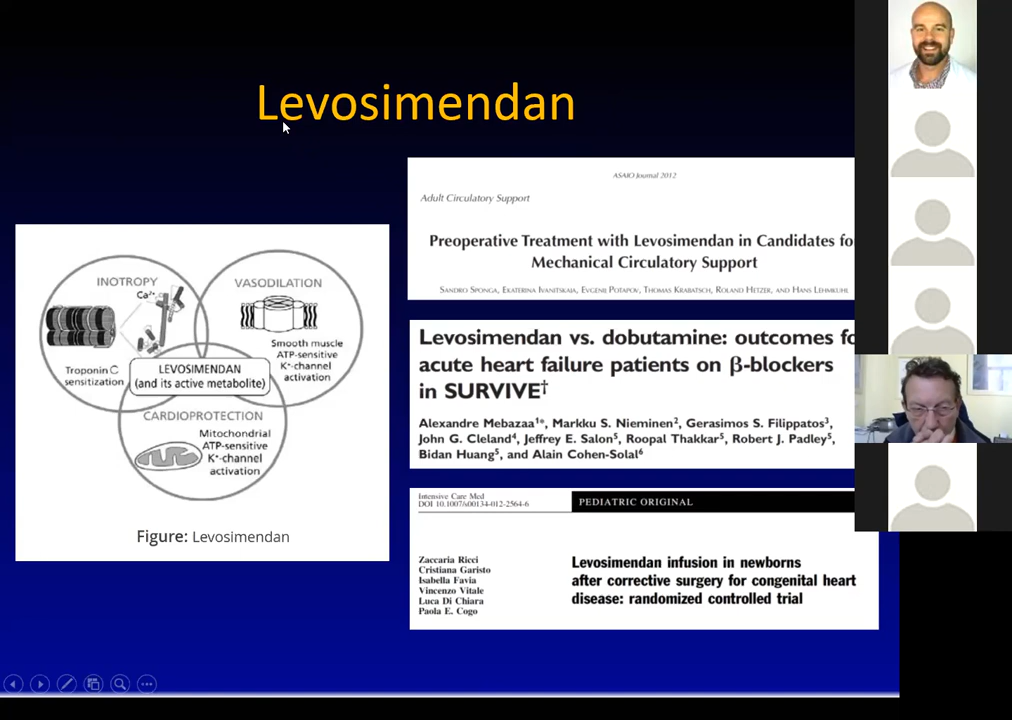 Levosimendan
INOTROPY
Ca²⁺
Troponin C
sensitization
VASODILATION
Smooth muscle
ATP-sensitive
K⁺-channel
activation
LEVOSIMENDAN
(and its active metabolite)
CARDIOPROTECTION
Mitochondrial
ATP-sensitive
K⁺-channel
activation
Figure: Levosimendan
ASAIO Journal 2012
Adult Circulatory Support
Preoperative Treatment with Levosimendan in Candidates fo
Mechanical Circulatory Support
Sandro Sponga, Ekaterina Ivanitskaia, Evgenij Potapov, Thomas Krabatsch, Roland Hetzer, and Hans Lehmkuhl
Levosimendan vs. dobutamine: outcomes fo
acute heart failure patients on β-blockers
in SURVIVE†
Alexandre Mebazaa¹*, Markku S. Nieminen², Gerasimos S. Filippatos³,
John G. Cleland⁴, Jeffrey E. Salon⁵, Roopal Thakkar⁵, Robert J. Padley⁵,
Bidan Huang⁵, and Alain Cohen-Solal⁶
Intensive Care Med
DOI 10.1007/s00134-012-2564-6
PEDIATRIC ORIGINAL
Zaccaria Ricci
Cristiana Garisto
Isabella Favia
Vincenzo Vitale
Luca Di Chiara
Paola E. Cogo
Levosimendan infusion in newborns
after corrective surgery for congenital heart
disease: randomized controlled trial